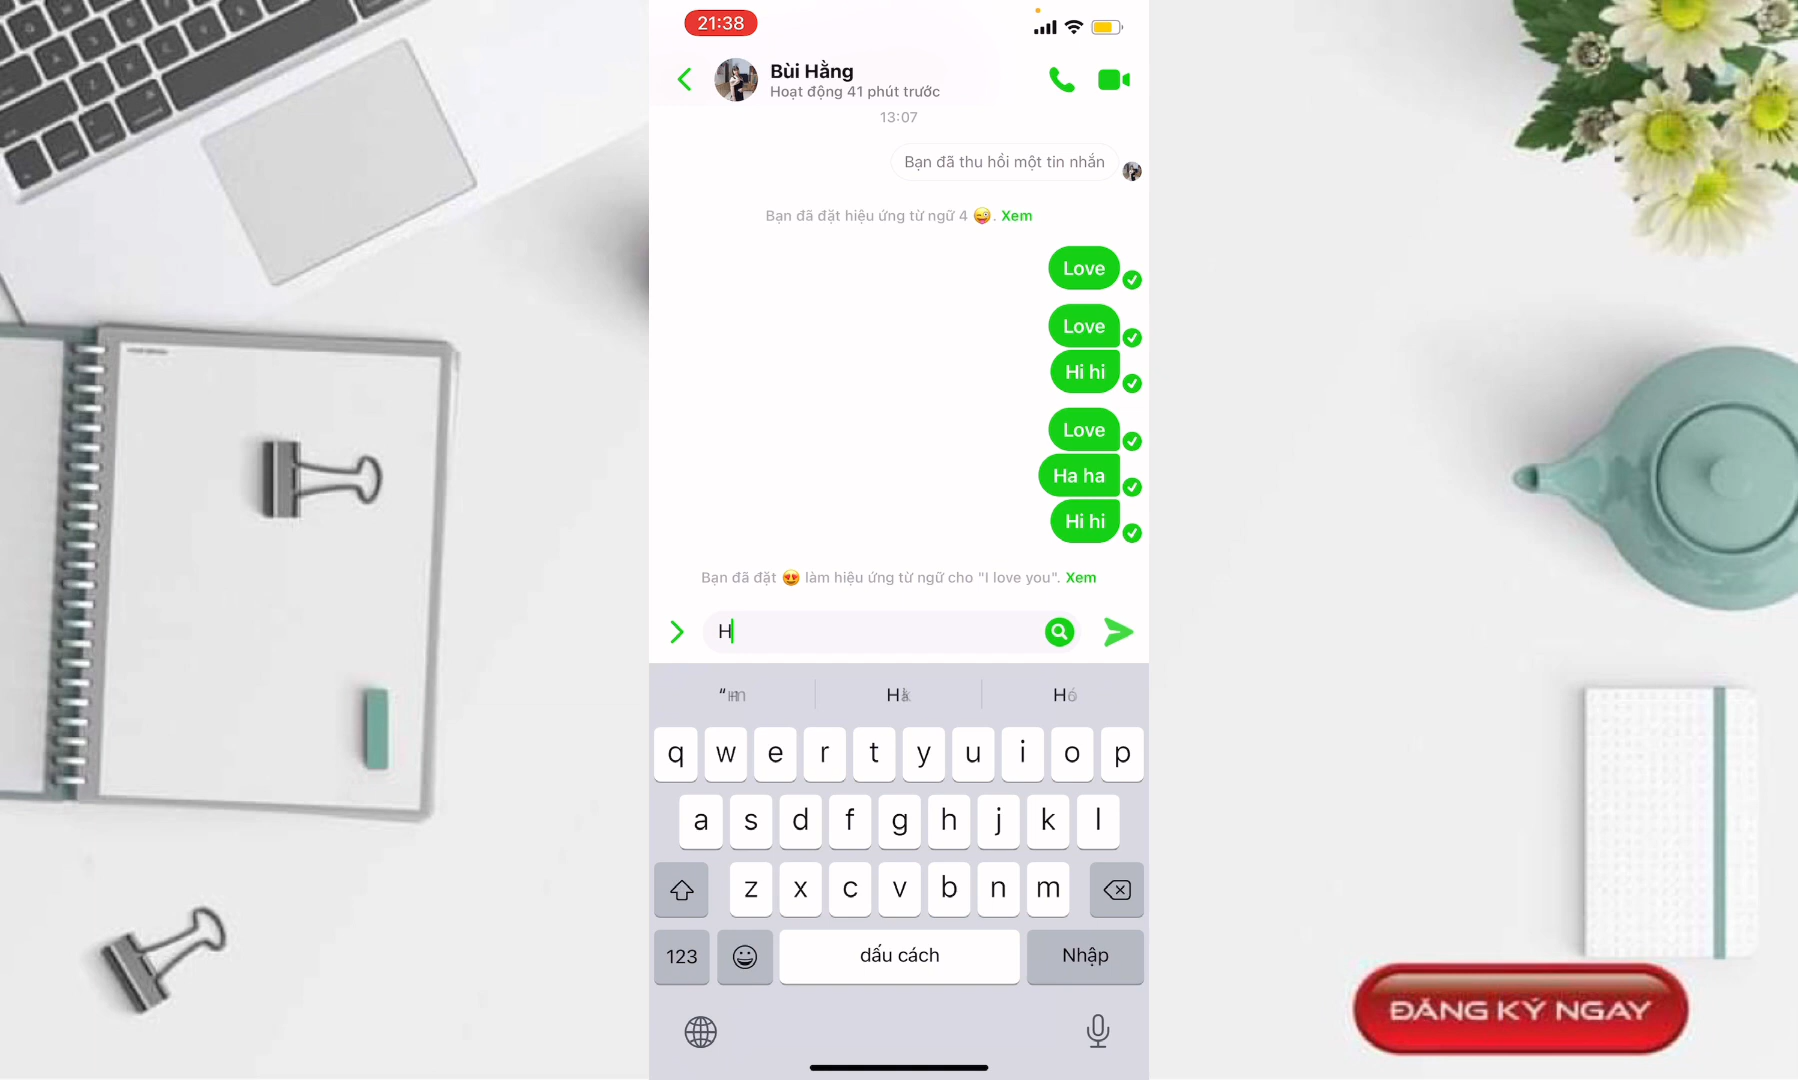 21:38
Bùi Hằng
Hoạt động 41 phút trước
13:07
Bạn đã thu hồi một tin nhắn
Bạn đã đặt hiệu ứng từ ngữ 4 😜. Xem
Love
Love
Hi hi
Love
Ha ha
Hi hi
Bạn đã đặt 😍 làm hiệu ứng từ ngữ cho "I love you". Xem
H
q w e r t y u i o p
a s d f g h j k l
z x c v b n m
123 dấu cách Nhập
ĐĂNG KÝ NGAY